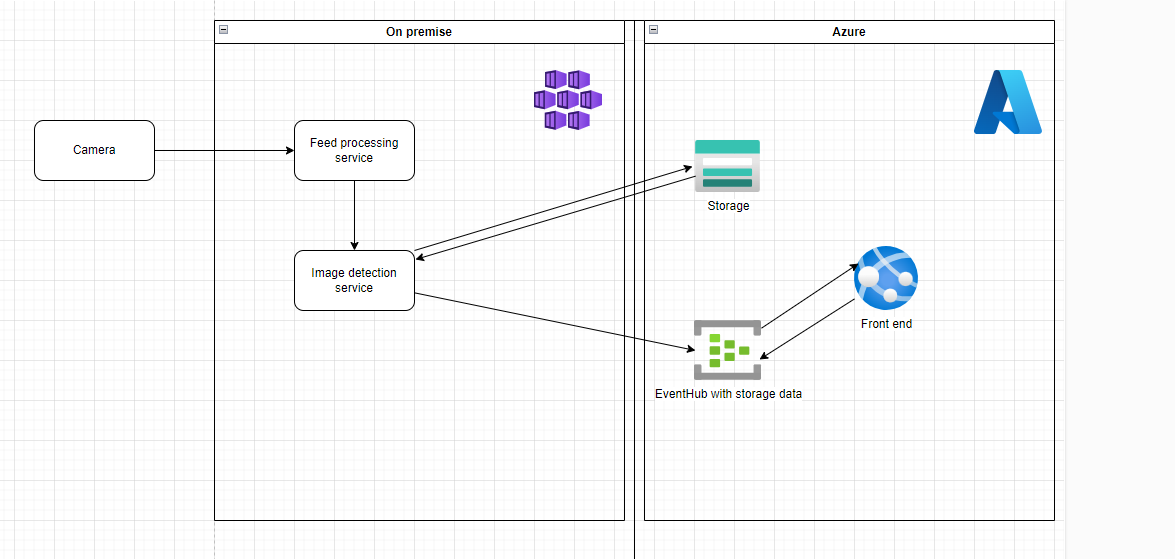 On premise
Azure
Camera
Feed processing
service
Storage
Image detection
service
Front end
EventHub with storage data